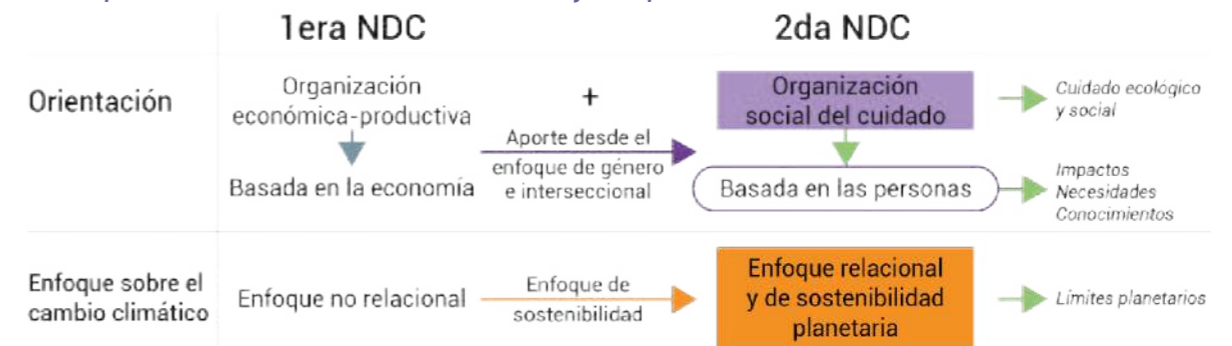 1era NDC
2da NDC
Orientación
Organización
económica-productiva
Basada en la economía
+
Aporte desde el
enfoque de género
e interseccional
Organización
social del cuidado
Basada en las personas
Cuidado ecológico
y social
Impactos
Necesidades
Conocimientos
Enfoque sobre el
cambio climático
Enfoque no relacional
Enfoque de
sostenibilidad
Enfoque relacional
y de sostenibilidad
planetaria
Límites planetarios